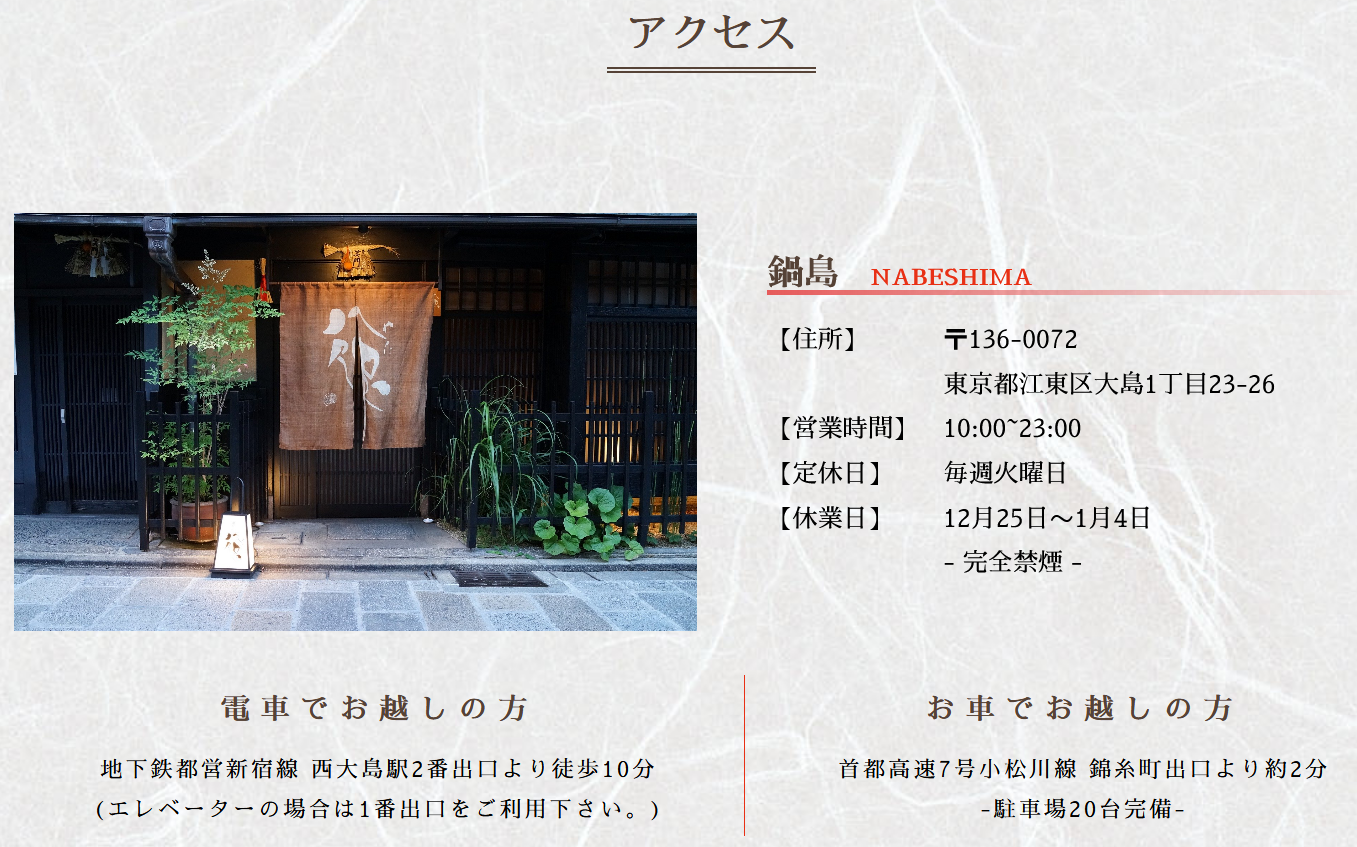 アクセス
鍋島 NABESHIMA
【住所】 〒136-0072
東京都江東区大島1丁目23-26
【営業時間】 10:00~23:00
【定休日】 毎週火曜日
【休業日】 12月25日～1月4日
- 完全禁煙 -
電車でお越しの方
地下鉄都営新宿線 西大島駅2番出口より徒歩10分
(エレベーターの場合は1番出口をご利用下さい。)
お車でお越しの方
首都高速7号小松川線 錦糸町出口より約2分
-駐車場20台完備-